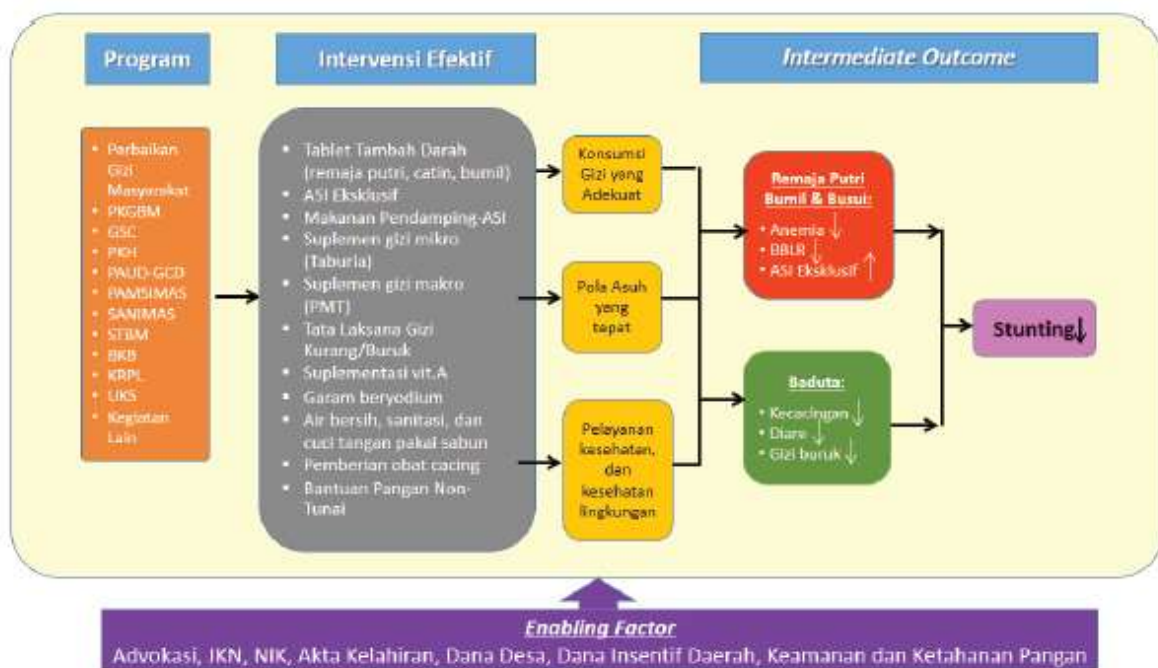 Program
Intervensi Efektif
Intermediate Outcome
• Perbaikan
Gizi
Masyarakat
• PKGBM
• GSC
• PKH
• PAUD-GCD
• PAMSIMAS
• SANIMAS
• STBM
• BKB
• KRPL
• UKS
• Kegiatan
Lain
• Tablet Tambah Darah
(remaja putri, catin, bumil)
• ASI Eksklusif
• Makanan Pendamping-ASI
• Suplemen gizi mikro
(Taburia)
• Suplemen gizi makro
(PMT)
• Tata Laksana Gizi
Kurang/Buruk
• Suplementasi vit.A
• Garam beryodium
• Air bersih, sanitasi, dan
cuci tangan pakai sabun
• Pemberian obat cacing
• Bantuan Pangan Non-
Tunai
Konsumsi
Gizi yang
Adekuat
Pola Asuh
yang
tepat
Pelayanan
kesehatan,
dan
kesehatan
lingkungan
Remaja Putri
Bumil & Busui:
• Anemia ↓
• BBLR ↓
• ASI Eksklusif ↑
Baduta:
• Kecacingan ↓
• Diare ↓
• Gizi buruk ↓
Stunting↓
Enabling Factor
Advokasi, JKN, NIK, Akta Kelahiran, Dana Desa, Dana Insentif Daerah, Keamanan dan Ketahanan Pangan